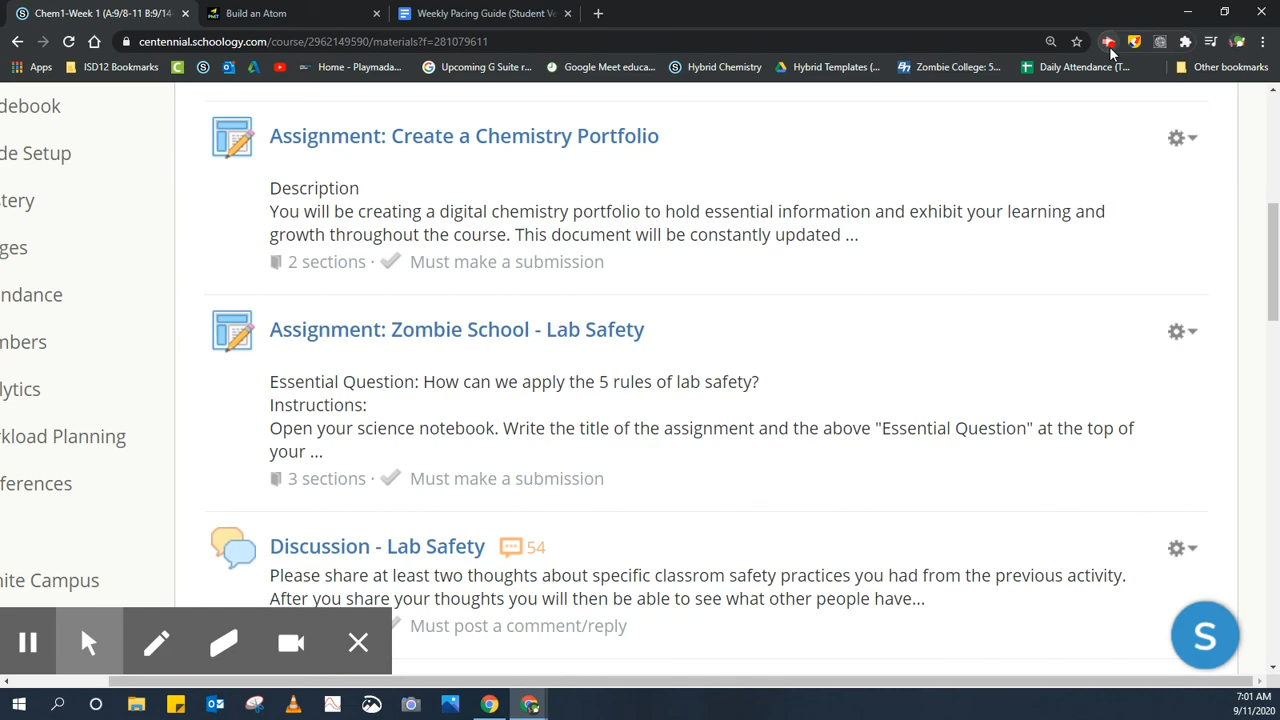 Chem1-Week 1 (A:9/8-11 B:9/14-
Build an Atom
Weekly Pacing Guide (Student Ve
centennial.schoology.com/course/2962149590/materials?f=281079611
Apps
ISD12 Bookmarks
Home - Playmada...
Upcoming G Suite r...
Google Meet educa...
Hybrid Chemistry
Hybrid Templates (...
Zombie College: 5...
Daily Attendance (T...
Other bookmarks
debook
de Setup
tery
ges
ndance
mbers
lytics
rkload Planning
ferences
nite Campus
Assignment: Create a Chemistry Portfolio
Description
You will be creating a digital chemistry portfolio to hold essential information and exhibit your learning and
growth throughout the course. This document will be constantly updated ...
2 sections · Must make a submission
Assignment: Zombie School - Lab Safety
Essential Question: How can we apply the 5 rules of lab safety?
Instructions:
Open your science notebook. Write the title of the assignment and the above "Essential Question" at the top of
your ...
3 sections · Must make a submission
Discussion - Lab Safety 54
Please share at least two thoughts about specific classrom safety practices you had from the previous activity.
After you share your thoughts you will then be able to see what other people have...
Must post a comment/reply
S
7:01 AM
9/11/2020